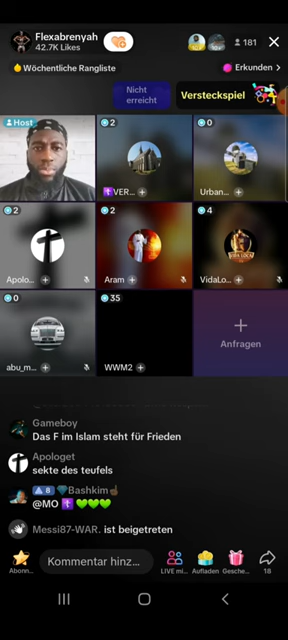 Flexabrenyah
42.7K Likes
181
Wöchentliche Rangliste
Erkunden >
Nicht
erreicht
Versteckspiel
Host
2
VER...
0
Urban...
2
Apolo...
2
Aram
4
VidaLo...
0
abu_m...
35
WWM2
Anfragen
Gameboy
Das F im Islam steht für Frieden
Apologet
sekte des teufels
8 💎Bashkim☝🏾
@MO ✝️💚💚💚
Messi87-WAR. ist beigetreten
Kommentar hinz...
Abonn...
LIVE mi...
Aufladen
Gesche...
18